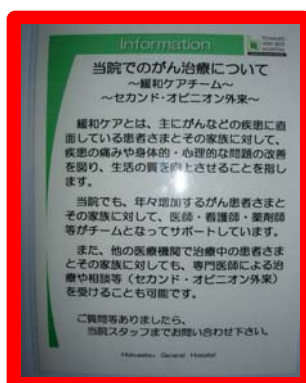 Information
当院でのがん治療について
～緩和ケアチーム～
～セカンド・オピニオン外来～
緩和ケアとは、主にがんなどの疾患に直
面している患者さまとその家族に対して、
疾患の痛みや身体的・心理的な問題の改善
を図り、生活の質を向上させることを指し
ます。
当院でも、年々増加するがん患者さまと
その家族に対して、医師・看護師・薬剤師
等がチームとなってサポートしています。
また、他の医療機関で治療中の患者さま
とその家族に対しても、専門医師による治
療や相談等（セカンド・オピニオン外来）
を受けることも可能です。
ご質問等ありましたら、
当院スタッフまでお問い合わせ下さい。
General Hospital